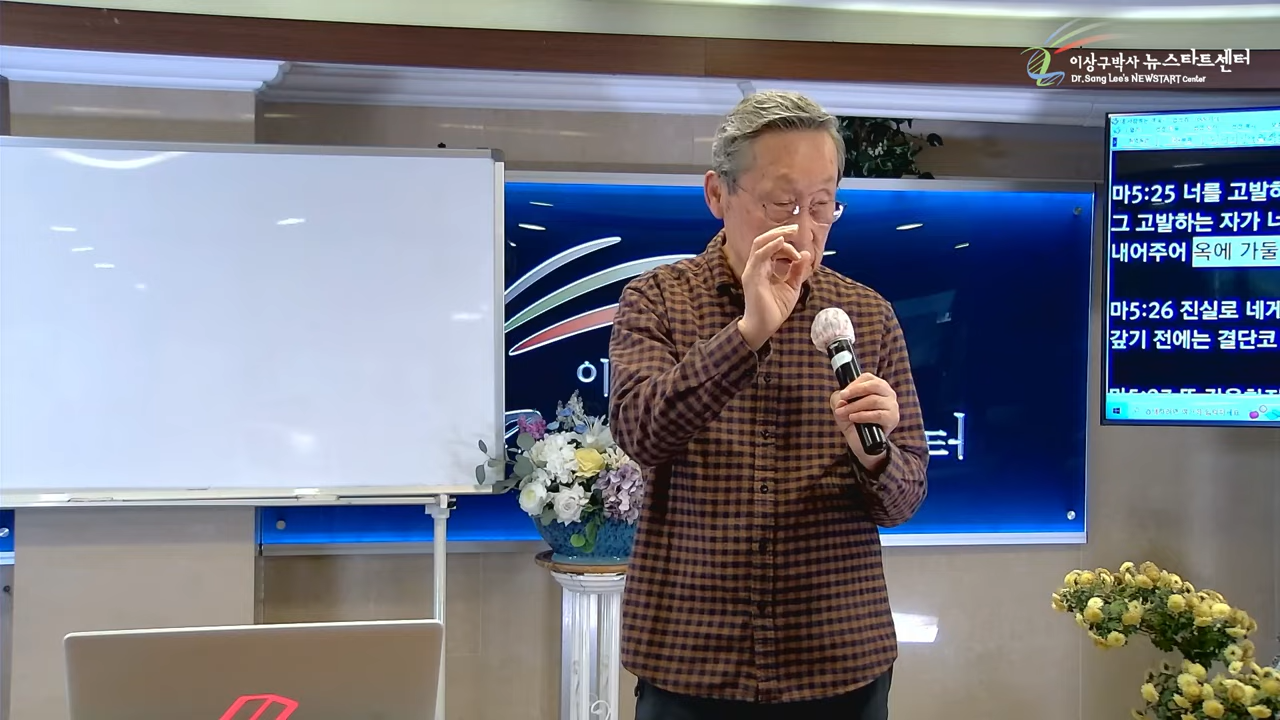 이상구박사 뉴스타트센터
Dr.Sang Lee's NEWSTART Center
마5:25 너를 고발하
그 고발하는 자가 너
내어주어 옥에 가둘
마5:26 진실로 네게
갚기 전에는 결단코
이
터